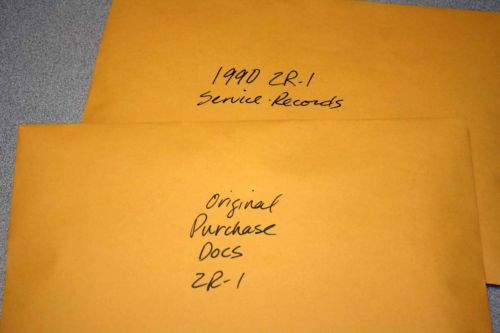 1990 ZR-1
Service Records
Original
Purchase
Docs
ZR-1